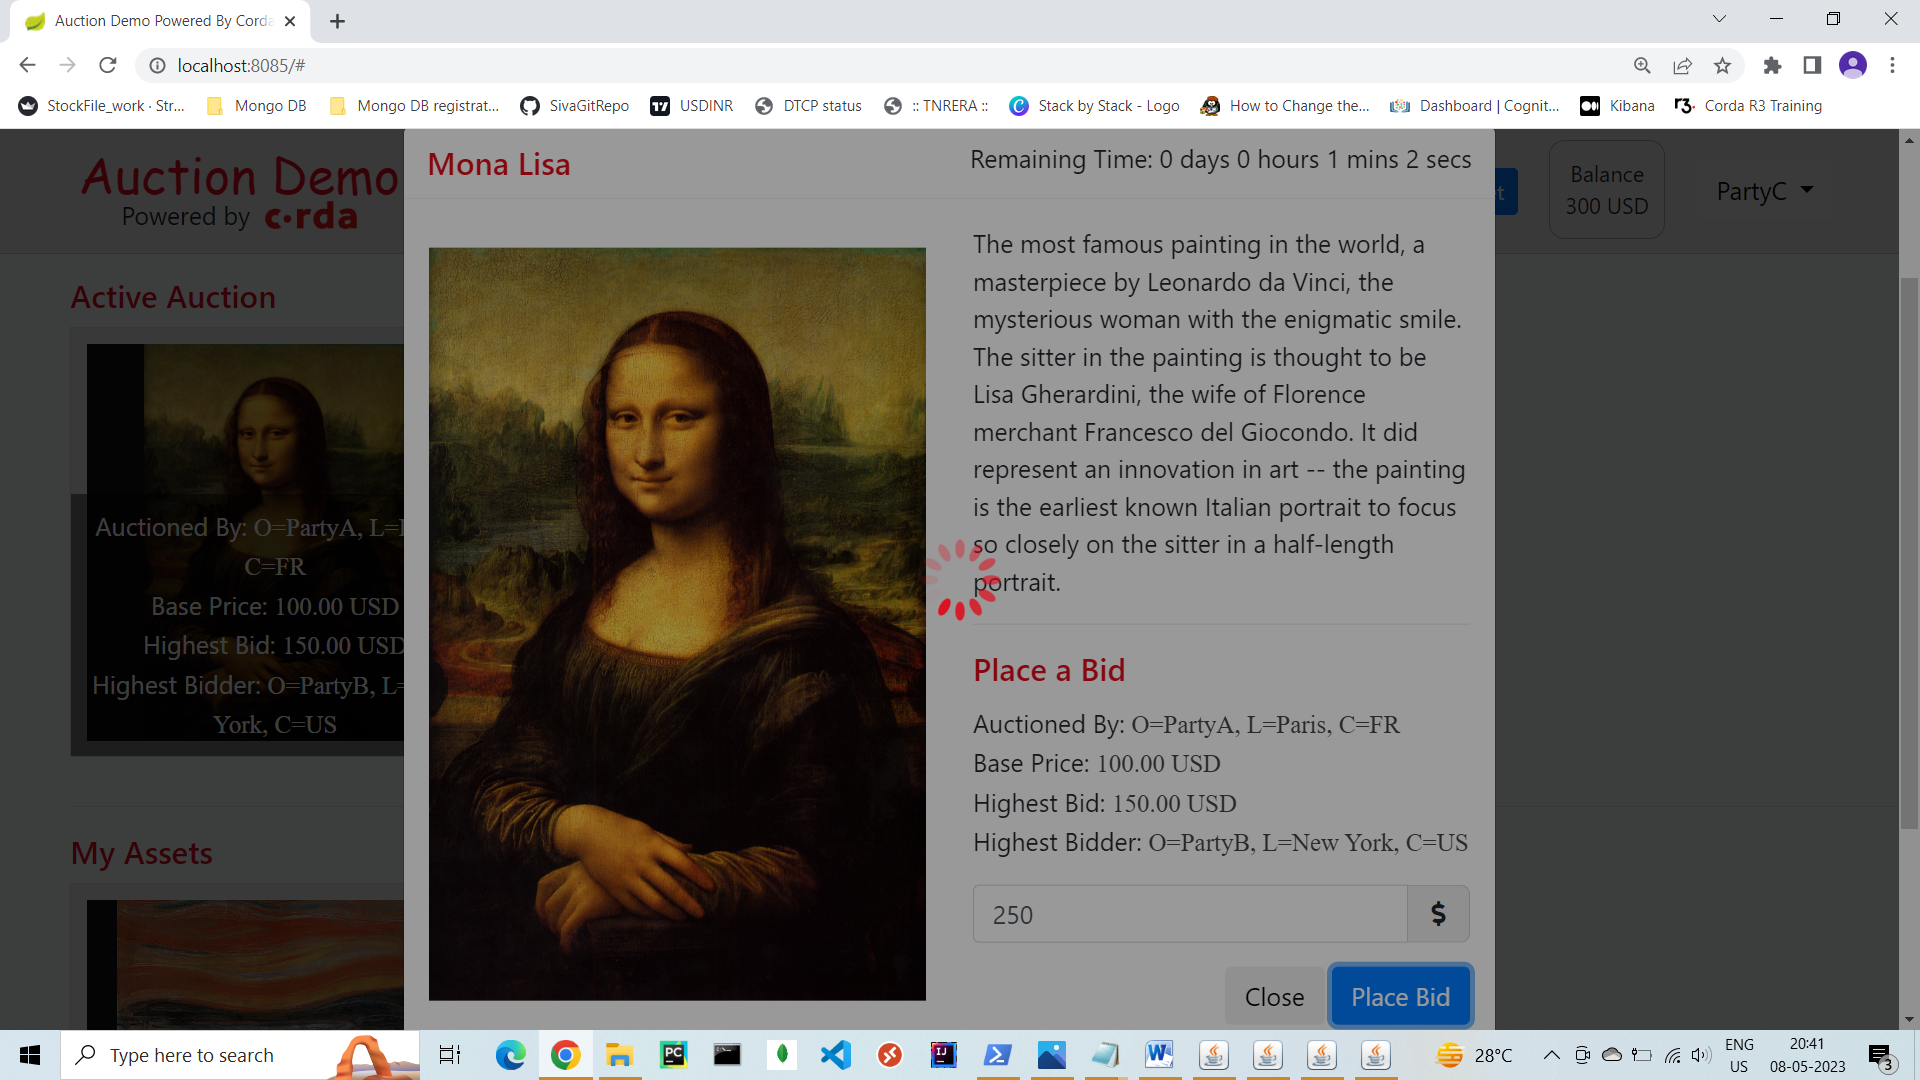 Auction Demo Powered By Corda
localhost:8085/#
StockFile_work · Str...
Mongo DB
Mongo DB registrat...
SivaGitRepo
USDINR
DTCP status
:: TNRERA ::
Stack by Stack - Logo
How to Change the...
Dashboard | Cognit...
Kibana
r3.
Corda R3 Training
Auction Demo
Powered by c·rda
Balance
300 USD
PartyC
Active Auction
Auctioned By: O=PartyA, L=
C=FR
Base Price: 100.00 USD
Highest Bid: 150.00 USD
Highest Bidder: O=PartyB, L=
York, C=US
My Assets
Mona Lisa
Remaining Time: 0 days 0 hours 1 mins 2 secs
The most famous painting in the world, a
masterpiece by Leonardo da Vinci, the
mysterious woman with the enigmatic smile.
The sitter in the painting is thought to be
Lisa Gherardini, the wife of Florence
merchant Francesco del Giocondo. It did
represent an innovation in art -- the painting
is the earliest known Italian portrait to focus
so closely on the sitter in a half-length
portrait.
Place a Bid
Auctioned By: O=PartyA, L=Paris, C=FR
Base Price: 100.00 USD
Highest Bid: 150.00 USD
Highest Bidder: O=PartyB, L=New York, C=US
250
$
Close
Place Bid
Type here to search
PC
IJ
28°C
ENG
US
20:41
08-05-2023
3